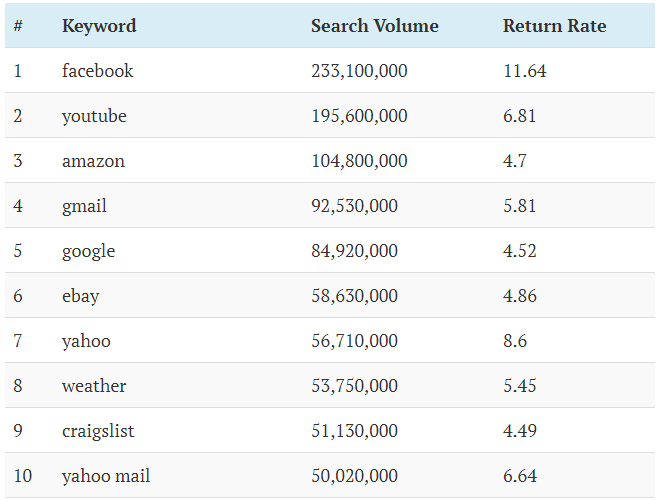 # Keyword Search Volume Return Rate
1 facebook 233,100,000 11.64
2 youtube 195,600,000 6.81
3 amazon 104,800,000 4.7
4 gmail 92,530,000 5.81
5 google 84,920,000 4.52
6 ebay 58,630,000 4.86
7 yahoo 56,710,000 8.6
8 weather 53,750,000 5.45
9 craigslist 51,130,000 4.49
10 yahoo mail 50,020,000 6.64